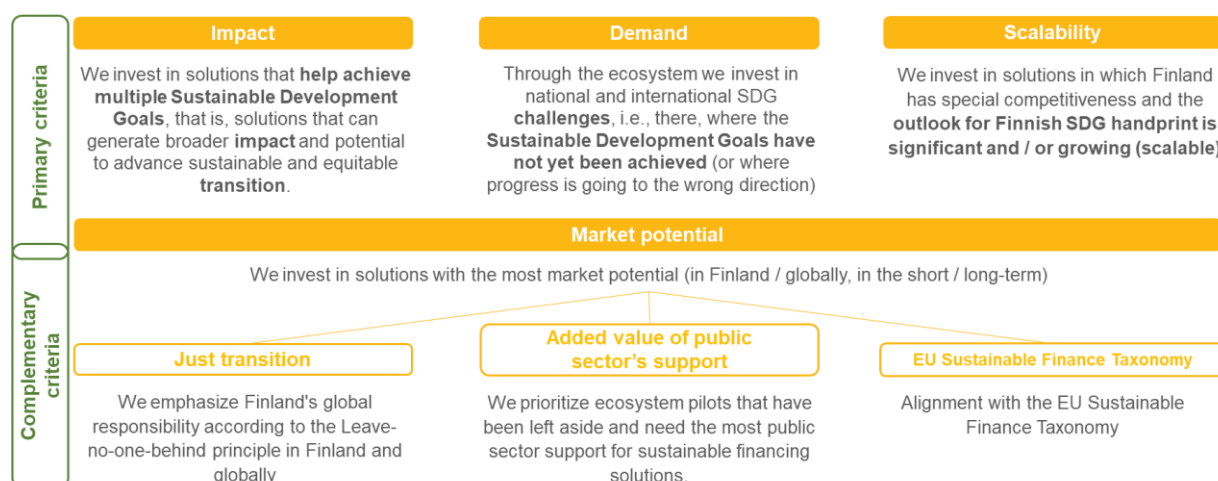 Primary criteria
Impact
We invest in solutions that help achieve
multiple Sustainable Development
Goals, that is, solutions that can
generate broader impact and potential
to advance sustainable and equitable
transition.
Demand
Through the ecosystem we invest in
national and international SDG
challenges, i.e., there, where the
Sustainable Development Goals have
not yet been achieved (or where
progress is going to the wrong direction)
Scalability
We invest in solutions in which Finland
has special competitiveness and the
outlook for Finnish SDG handprint is
significant and / or growing (scalable)
Market potential
We invest in solutions with the most market potential (in Finland / globally, in the short / long-term)
Complementary
criteria
Just transition
We emphasize Finland's global
responsibility according to the Leave-
no-one-behind principle in Finland and
globally
Added value of public
sector's support
We prioritize ecosystem pilots that have
been left aside and need the most public
sector support for sustainable financing
solutions.
EU Sustainable Finance Taxonomy
Alignment with the EU Sustainable
Finance Taxonomy